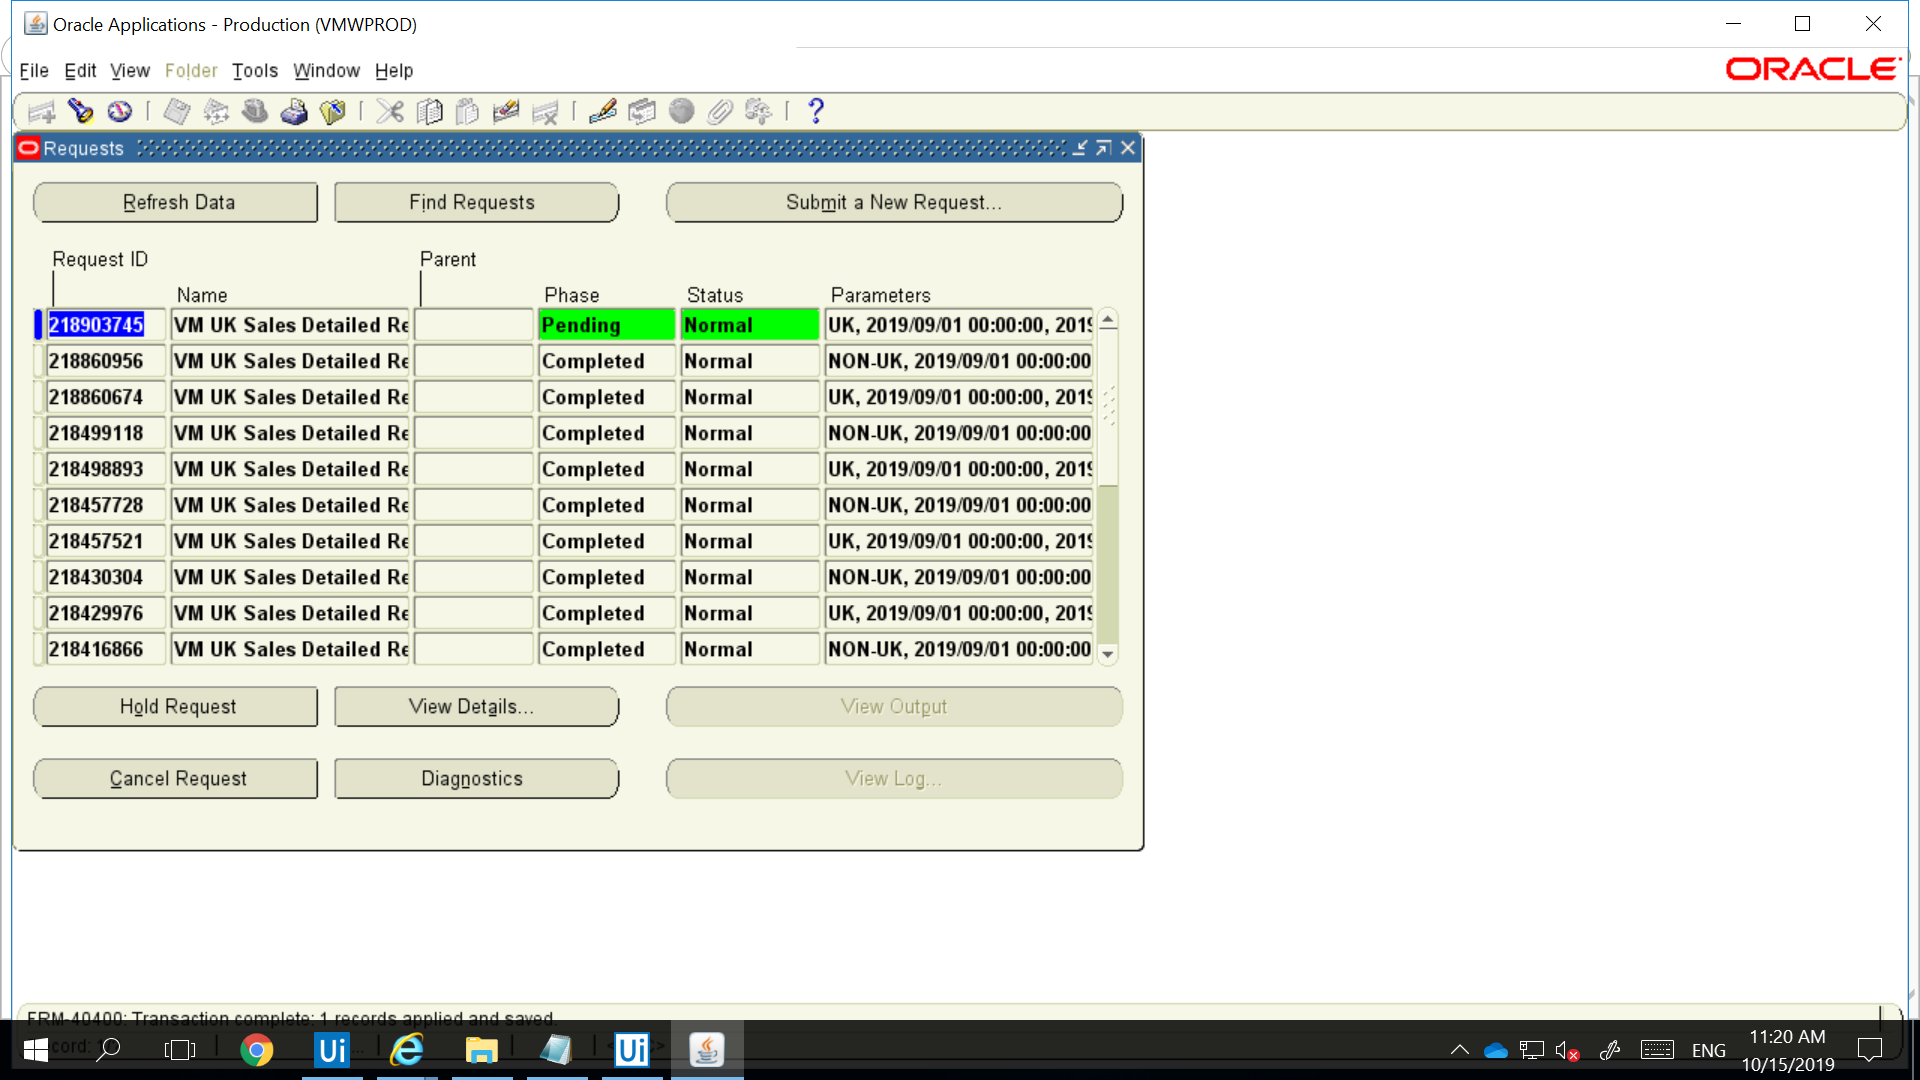 Oracle Applications - Production (VMWPROD)
File Edit View Folder Tools Window Help
ORACLE
Requests
Refresh Data Find Requests Submit a New Request...
Request ID Parent
Name Phase Status Parameters
218903745 VM UK Sales Detailed Re Pending Normal UK, 2019/09/01 00:00:00, 2019
218860956 VM UK Sales Detailed Re Completed Normal NON-UK, 2019/09/01 00:00:00
218860674 VM UK Sales Detailed Re Completed Normal UK, 2019/09/01 00:00:00, 2019
218499118 VM UK Sales Detailed Re Completed Normal NON-UK, 2019/09/01 00:00:00
218498893 VM UK Sales Detailed Re Completed Normal UK, 2019/09/01 00:00:00, 2019
218457728 VM UK Sales Detailed Re Completed Normal NON-UK, 2019/09/01 00:00:00
218457521 VM UK Sales Detailed Re Completed Normal UK, 2019/09/01 00:00:00, 2019
218430304 VM UK Sales Detailed Re Completed Normal NON-UK, 2019/09/01 00:00:00
218429976 VM UK Sales Detailed Re Completed Normal UK, 2019/09/01 00:00:00, 2019
218416866 VM UK Sales Detailed Re Completed Normal NON-UK, 2019/09/01 00:00:00
Hold Request View Details... View Output
Cancel Request Diagnostics View Log...
FRM-40400: Transaction complete: 1 records applied and saved.
Ui Ui ENG 11:20 AM
10/15/2019